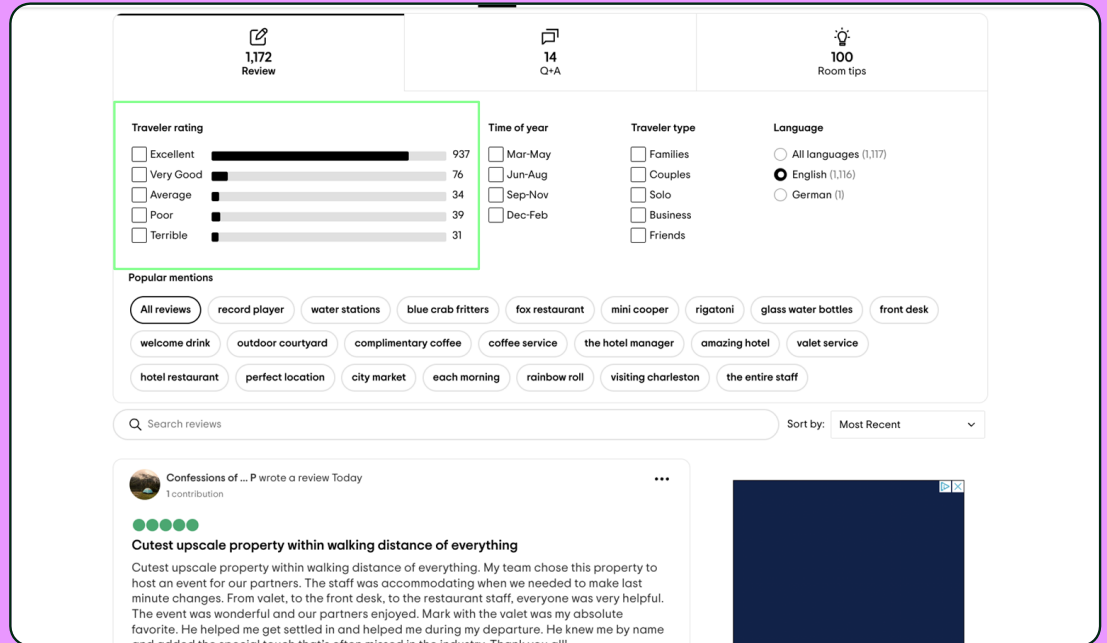 1,172
Review
14
Q+A
100
Room tips
Traveler rating
Excellent 937
Very Good 76
Average 34
Poor 39
Terrible 31
Time of year
Mar-May
Jun-Aug
Sep-Nov
Dec-Feb
Traveler type
Families
Couples
Solo
Business
Friends
Language
All languages (1,117)
English (1,116)
German (1)
Popular mentions
All reviews record player water stations blue crab fritters fox restaurant mini cooper rigatoni glass water bottles front desk
welcome drink outdoor courtyard complimentary coffee coffee service the hotel manager amazing hotel valet service
hotel restaurant perfect location city market each morning rainbow roll visiting charleston the entire staff
Search reviews
Sort by: Most Recent
Confessions of ... P wrote a review Today
1 contribution
Cutest upscale property within walking distance of everything
Cutest upscale property within walking distance of everything. My team chose this property to
host an event for our partners. The staff was accommodating when we needed to make last
minute changes. From valet, to the front desk, to the restaurant staff, everyone was very helpful.
The event was wonderful and our partners enjoyed. Mark with the valet was my absolute
favorite. He helped me get settled in and helped me during my departure. He knew me by name